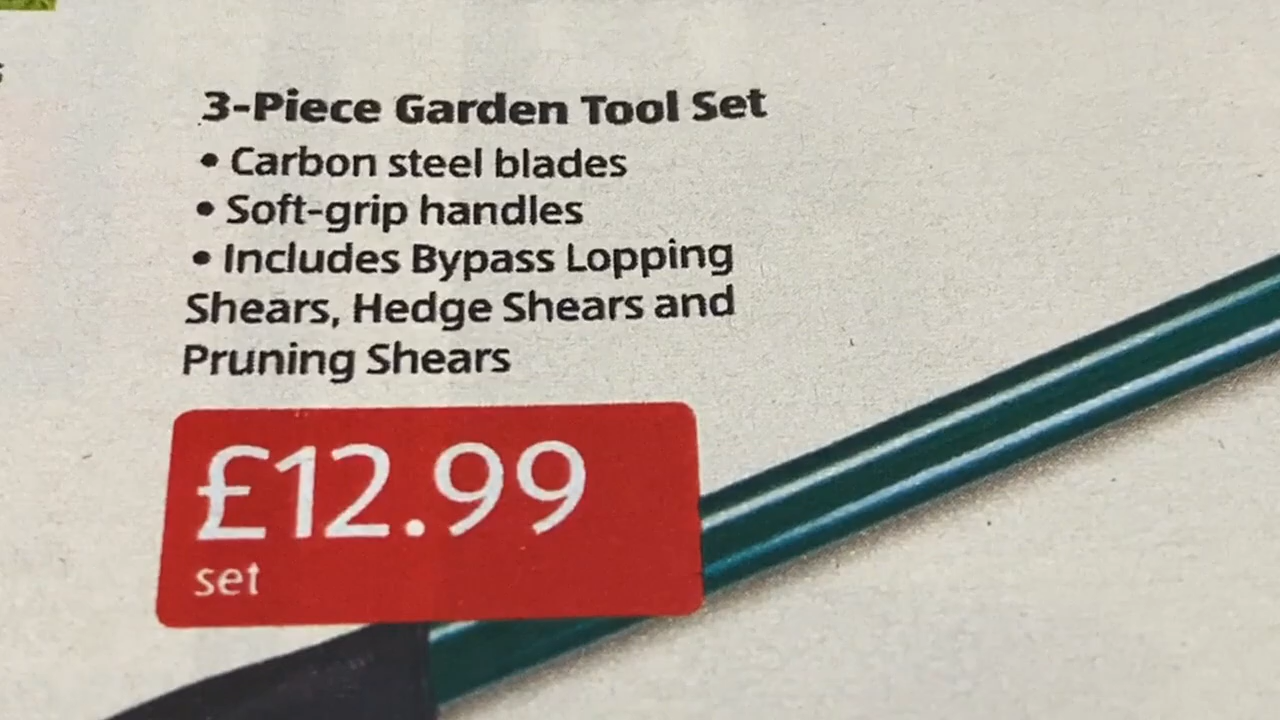 3-Piece Garden Tool Set
• Carbon steel blades
• Soft-grip handles
• Includes Bypass Lopping
Shears, Hedge Shears and
Pruning Shears
£12.99
set